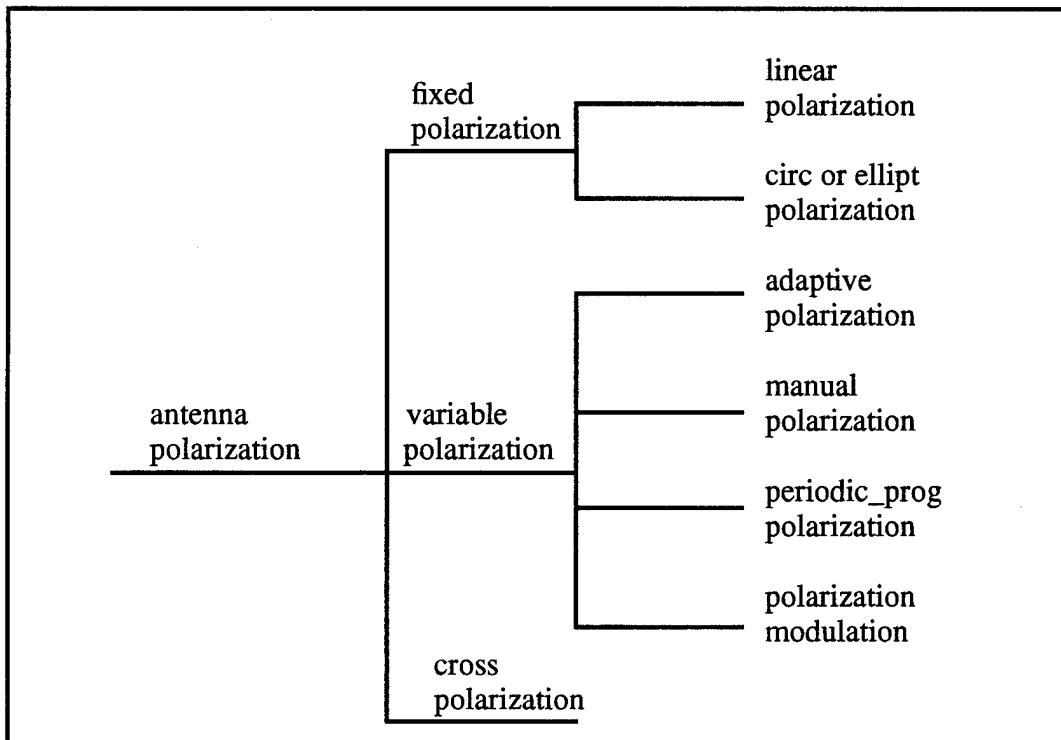 linear
polarization
fixed
polarization
circ or ellipt
polarization
adaptive
polarization
manual
polarization
antenna
polarization
variable
polarization
periodic_prog
polarization
polarization
modulation
cross
polarization